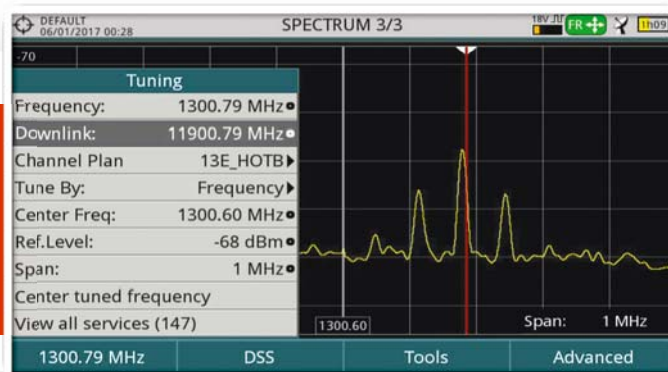 DEFAULT
06/01/2017 00:28
SPECTRUM 3/3
18V
FR
1h09
-70
Tuning
Frequency: 1300.79 MHz
Downlink: 11900.79 MHz
Channel Plan 13E_HOTB
Tune By: Frequency
Center Freq: 1300.60 MHz
Ref.Level: -68 dBm
Span: 1 MHz
Center tuned frequency
View all services (147)
1300.60
Span: 1 MHz
1300.79 MHz
DSS
Tools
Advanced